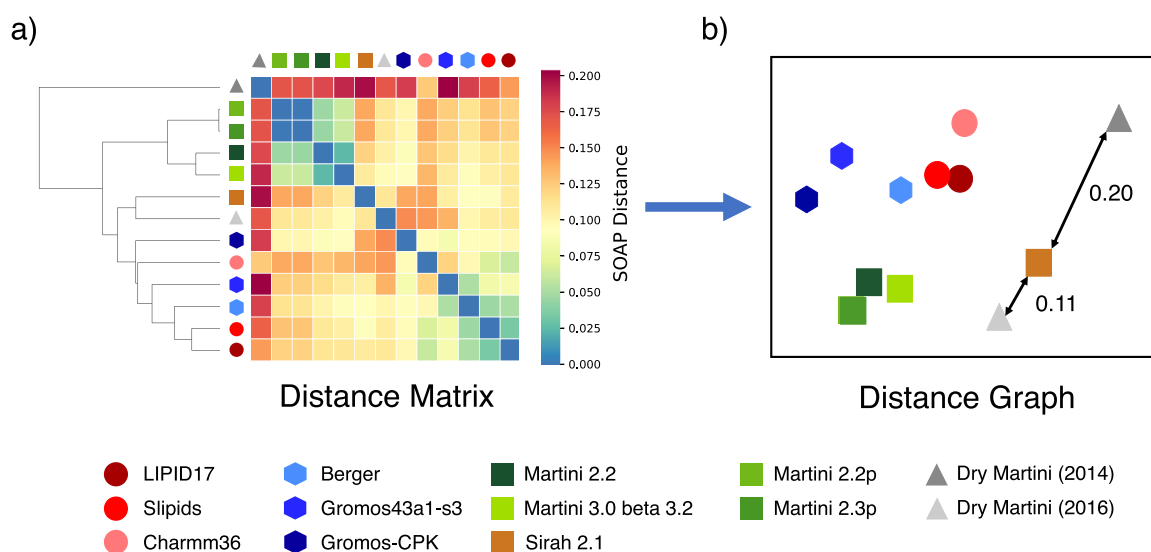 a)
b)
0.200
0.175
0.150
0.125
0.100
0.075
0.050
0.025
0.000
SOAP Distance
0.20
0.11
Distance Matrix
Distance Graph
LIPID17
Berger
Martini 2.2
Martini 2.2p
Dry Martini (2014)
Slipids
Gromos43a1-s3
Martini 3.0 beta 3.2
Martini 2.3p
Dry Martini (2016)
Charmm36
Gromos-CPK
Sirah 2.1